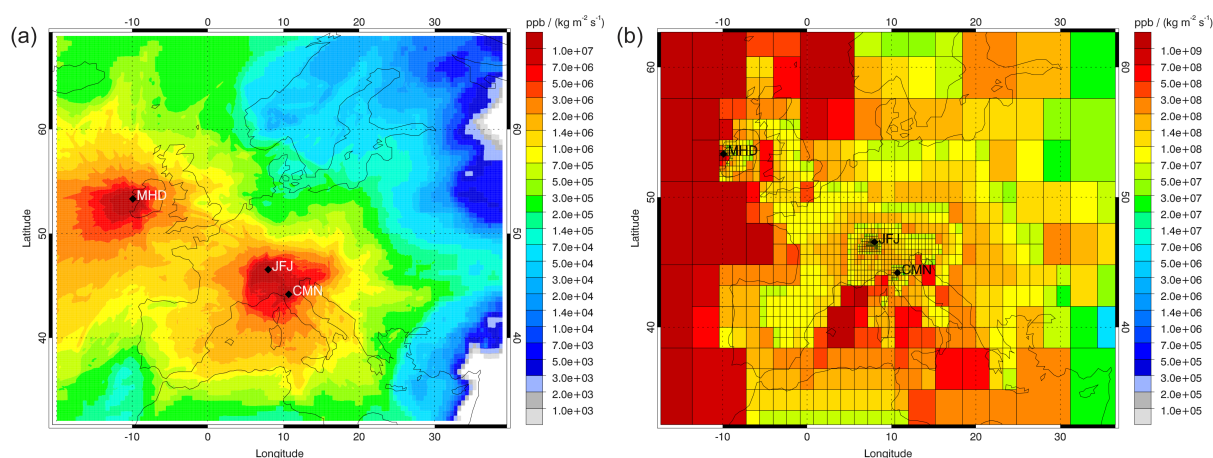 (a)
-10 0 10 20 30
ppb / (kg m⁻² s⁻¹)
60
50
40
Latitude
60
50
40
MHD
JFJ
CMN
-10 0 10 20 30
Longitude
1.0e+07
7.0e+06
5.0e+06
3.0e+06
2.0e+06
1.4e+06
1.0e+06
7.0e+05
5.0e+05
3.0e+05
2.0e+05
1.4e+05
1.0e+05
7.0e+04
5.0e+04
3.0e+04
2.0e+04
1.4e+04
1.0e+04
7.0e+03
5.0e+03
3.0e+03
2.0e+03
1.0e+03
(b)
-10 0 10 20 30
ppb / (kg m⁻² s⁻¹)
60
50
40
Latitude
60
50
40
MHD
JFJ
CMN
-10 0 10 20 30
Longitude
1.0e+09
7.0e+08
5.0e+08
3.0e+08
2.0e+08
1.4e+08
1.0e+08
7.0e+07
5.0e+07
3.0e+07
2.0e+07
1.4e+07
1.0e+07
7.0e+06
5.0e+06
3.0e+06
2.0e+06
1.4e+06
1.0e+06
7.0e+05
5.0e+05
3.0e+05
2.0e+05
1.0e+05